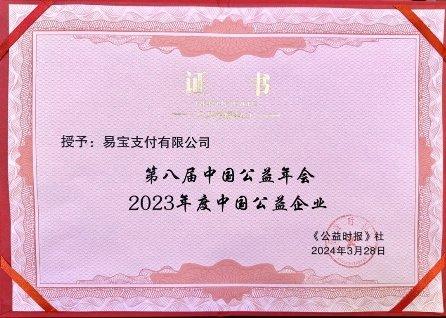 证书
授予：易宝支付有限公司
第八届中国公益年会
2023年度中国公益企业
《公益时报》社
2024年3月28日